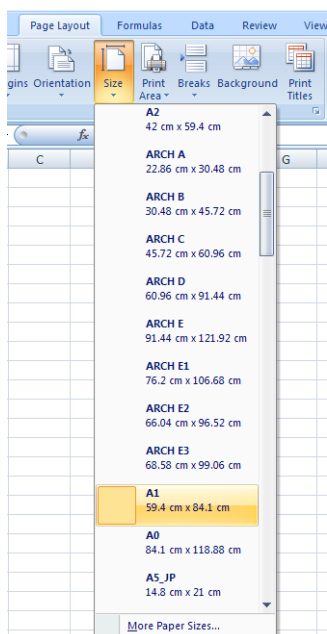 Page Layout Formulas Data Review View
gins Orientation Size Print Area Breaks Background Print Titles
fx
C G
A2
42 cm x 59.4 cm
ARCH A
22.86 cm x 30.48 cm
ARCH B
30.48 cm x 45.72 cm
ARCH C
45.72 cm x 60.96 cm
ARCH D
60.96 cm x 91.44 cm
ARCH E
91.44 cm x 121.92 cm
ARCH E1
76.2 cm x 106.68 cm
ARCH E2
66.04 cm x 96.52 cm
ARCH E3
68.58 cm x 99.06 cm
A1
59.4 cm x 84.1 cm
A0
84.1 cm x 118.88 cm
A5_JP
14.8 cm x 21 cm
More Paper Sizes...